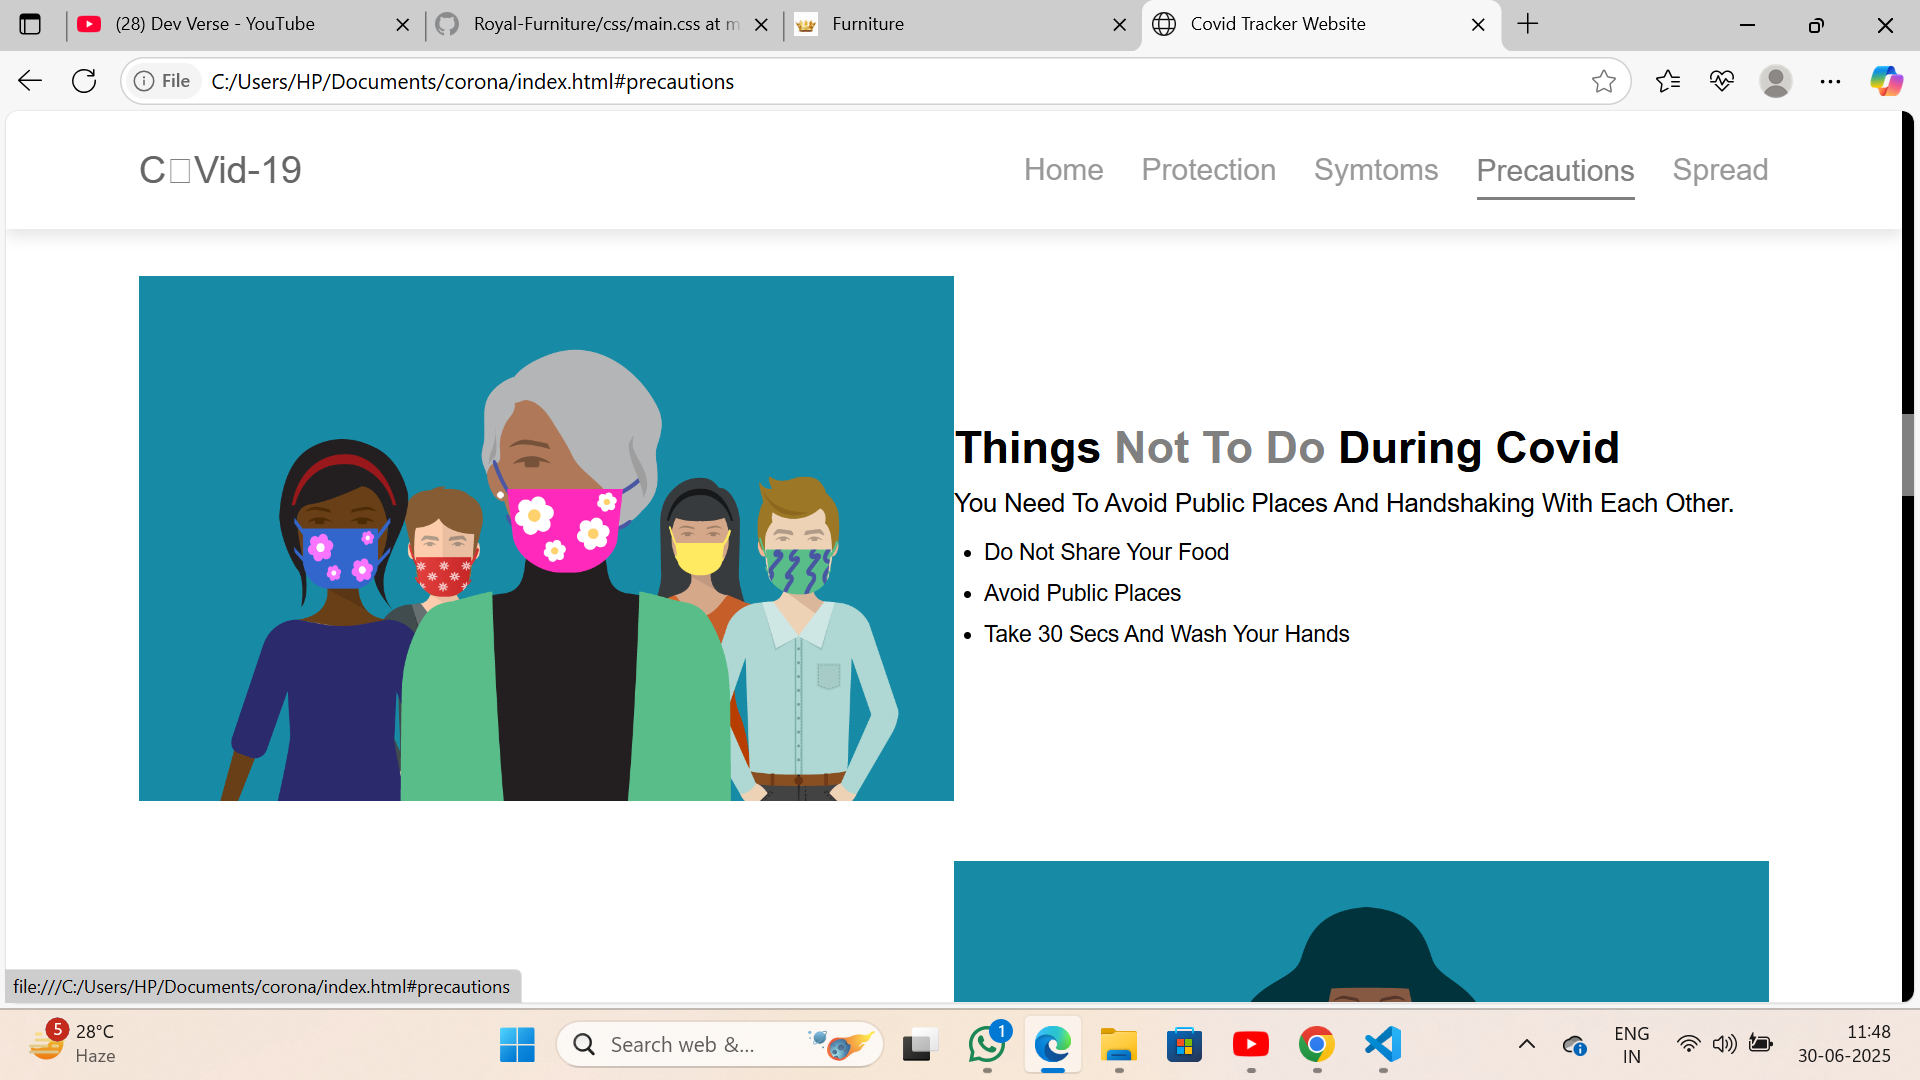 (28) Dev Verse - YouTube
Royal-Furniture/css/main.css at m
Furniture
Covid Tracker Website
File
C:/Users/HP/Documents/corona/index.html#precautions
C□Vid-19
Home
Protection
Symtoms
Precautions
Spread
Things Not To Do During Covid
You Need To Avoid Public Places And Handshaking With Each Other.
• Do Not Share Your Food
• Avoid Public Places
• Take 30 Secs And Wash Your Hands
file:///C:/Users/HP/Documents/corona/index.html#precautions
5
28°C
Haze
Search web &...
1
ENG
IN
11:48
30-06-2025